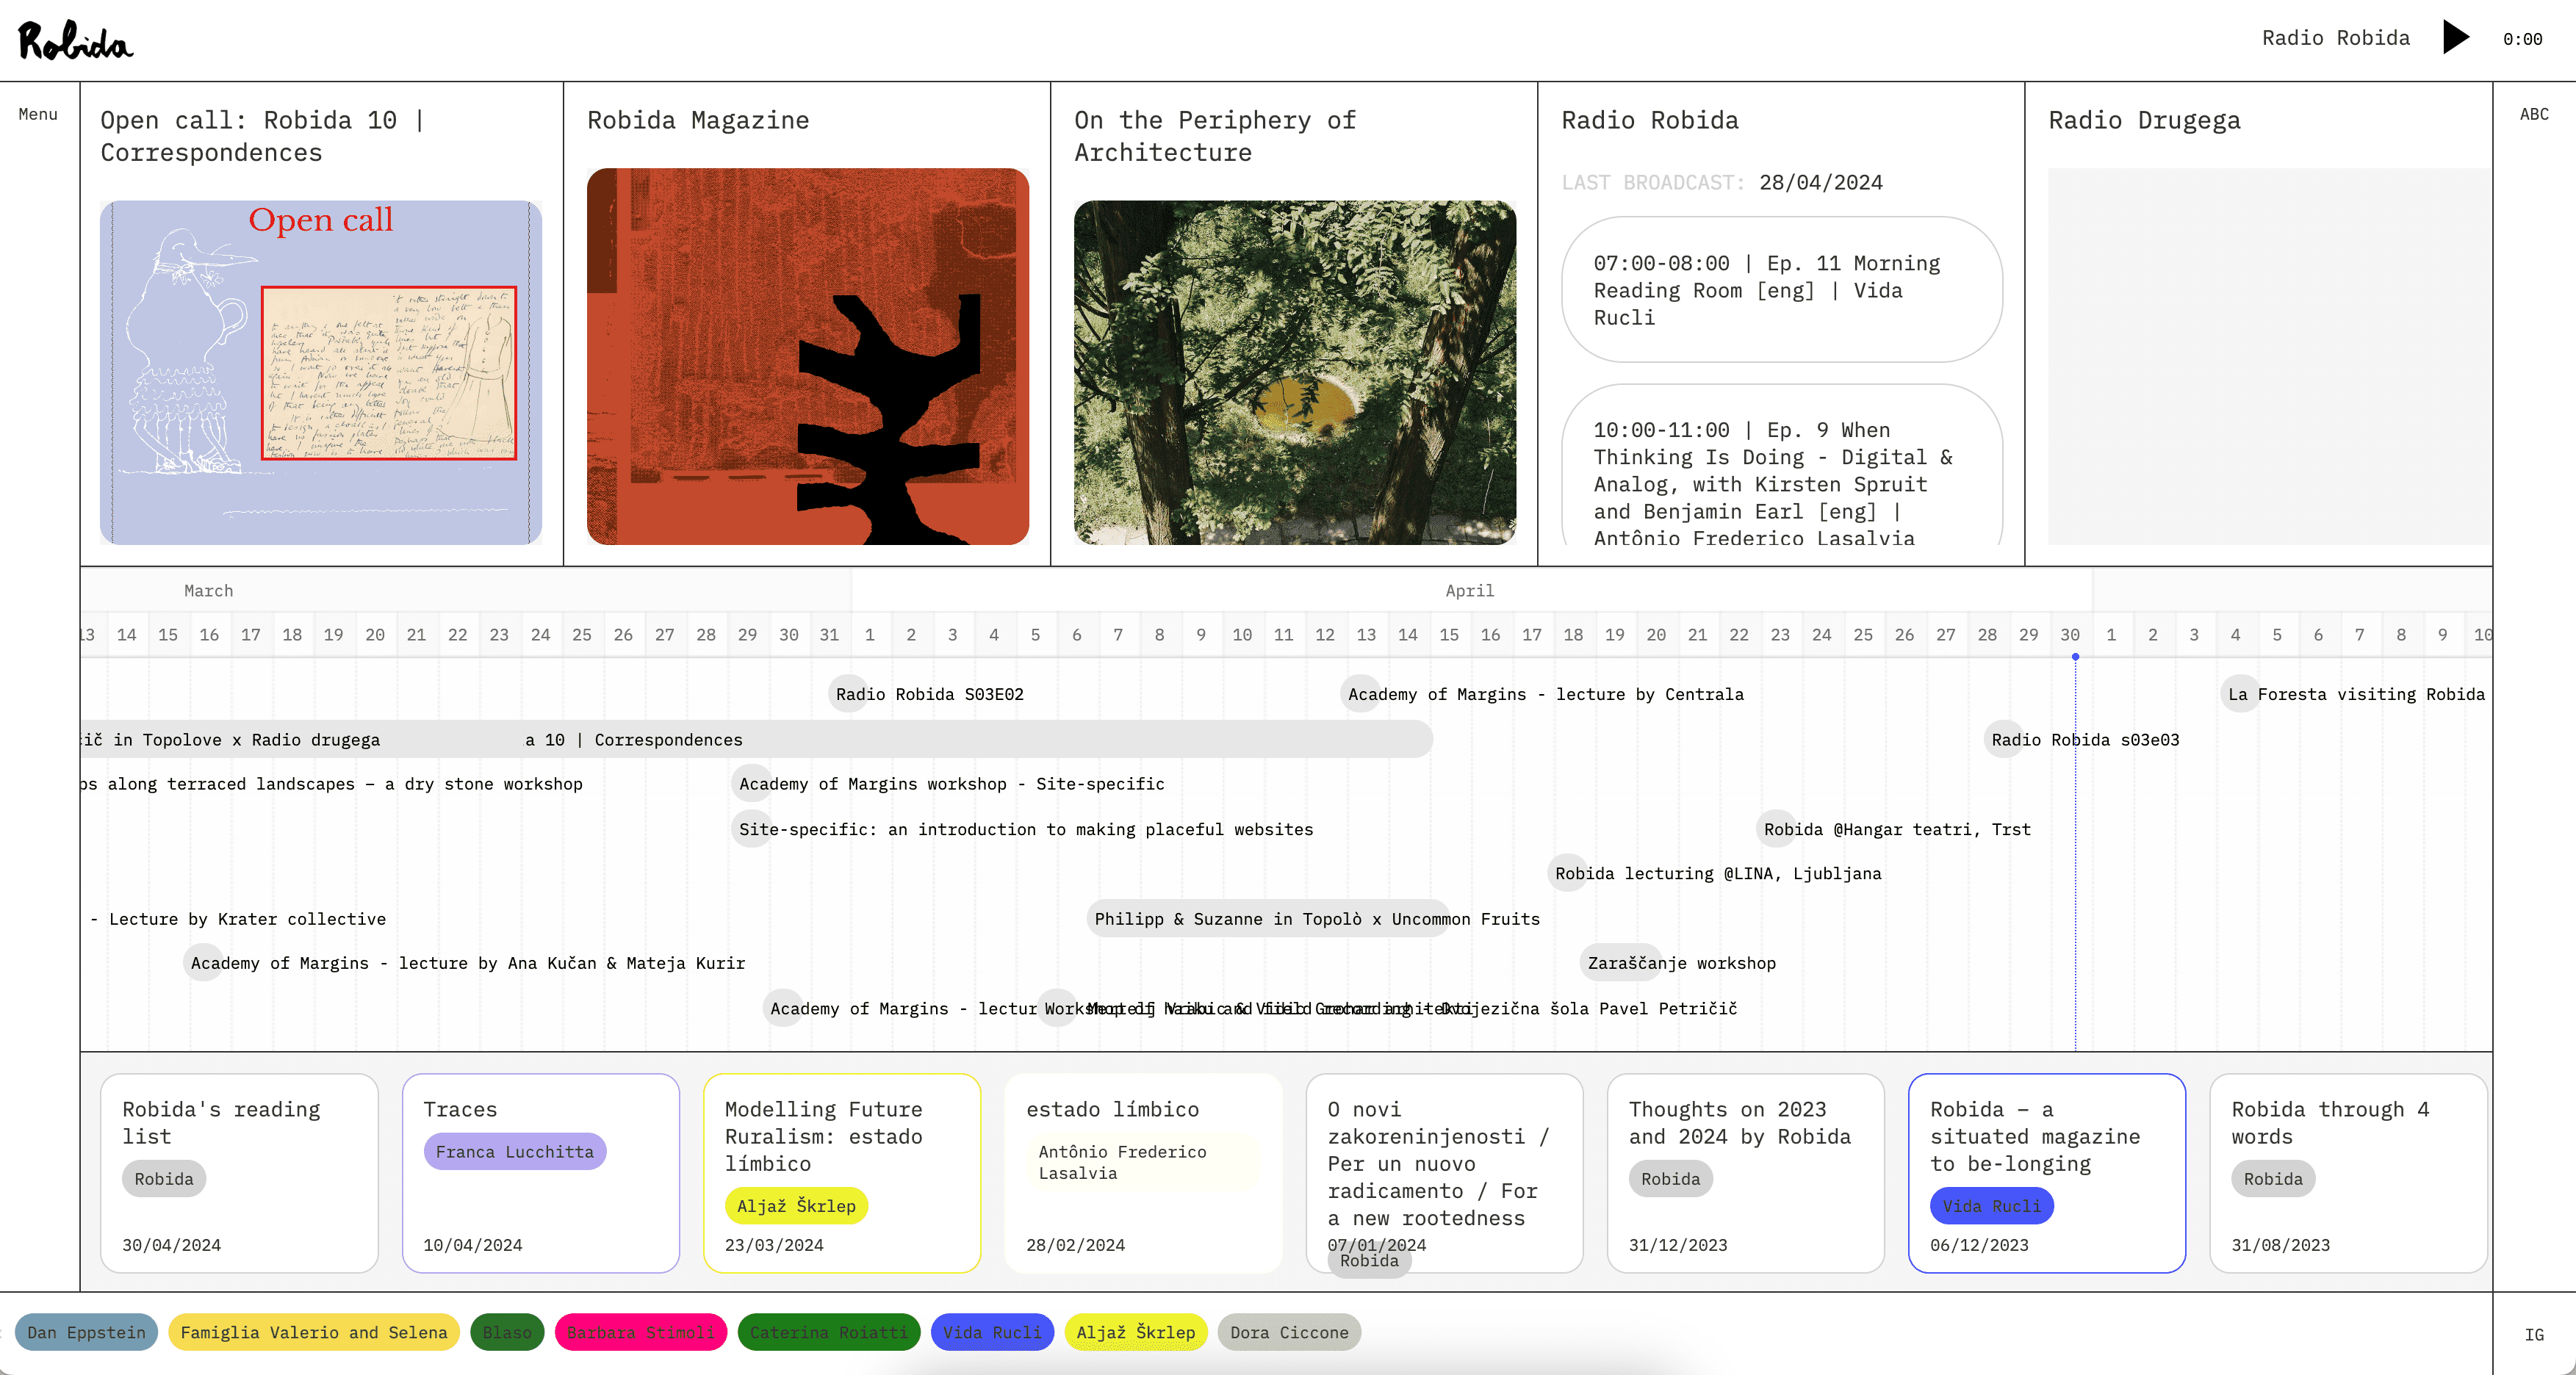 Robida
Radio Robida
0:00
Menu
ABC
Open call: Robida 10 |
Correspondences
Open call
Robida Magazine
On the Periphery of
Architecture
Radio Robida
LAST BROADCAST: 28/04/2024
07:00-08:00 | Ep. 11 Morning
Reading Room [eng] | Vida
Rucli
10:00-11:00 | Ep. 9 When
Thinking Is Doing - Digital &
Analog, with Kirsten Spruit
and Benjamin Earl [eng] |
Antônio Frederico Lasalvia
Radio Drugega
March
April
13 14 15 16 17 18 19 20 21 22 23 24 25 26 27 28 29 30 31 1 2 3 4 5 6 7 8 9 10 11 12 13 14 15 16 17 18 19 20 21 22 23 24 25 26 27 28 29 30 1 2 3 4 5 6 7 8 9 10
Radio Robida S03E02
Academy of Margins - lecture by Centrala
La Foresta visiting Robida
čič in Topolove x Radio drugega
a 10 | Correspondences
Radio Robida s03e03
ps along terraced landscapes – a dry stone workshop
Academy of Margins workshop - Site-specific
Site-specific: an introduction to making placeful websites
Robida @Hangar teatri, Trst
Robida lecturing @LINA, Ljubljana
- Lecture by Krater collective
Philipp & Suzanne in Topolò x Uncommon Fruits
Academy of Margins - lecture by Ana Kučan & Mateja Kurir
Zaraščanje workshop
Academy of Margins - lectur
Dvojezična šola Pavel Petričič
Robida's reading
list
Robida
30/04/2024
Traces
Franca Lucchitta
10/04/2024
Modelling Future
Ruralism: estado
límbico
Aljaž Škrlep
23/03/2024
estado límbico
Antônio Frederico
Lasalvia
28/02/2024
O novi
zakoreninjenosti /
Per un nuovo
radicamento / For
a new rootedness
07/01/2024
Robida
Thoughts on 2023
and 2024 by Robida
Robida
31/12/2023
Robida – a
situated magazine
to be-longing
Vida Rucli
06/12/2023
Robida through 4
words
Robida
31/08/2023
Dan Eppstein
Famiglia Valerio and Selena
Blaso
Barbara Stimoli
Caterina Roiatti
Vida Rucli
Aljaž Škrlep
Dora Ciccone
IG